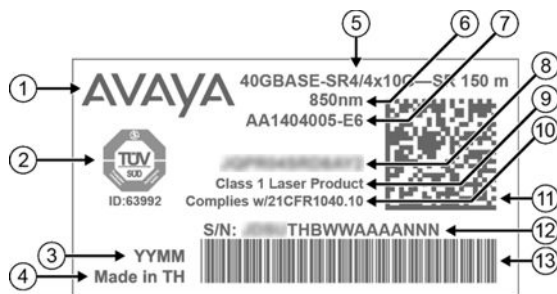 5 6 7
1 AVAYA 40GBASE-SR4/4x10G—SR 150 m
850nm 8
AA1404005-E6 9
2 TÜV 10
SÜD
Class 1 Laser Product
ID:63992 Complies w/21CFR1040.10 11
S/N: THBWWAAAANNN 12
3 YYMM 13
4 Made in TH